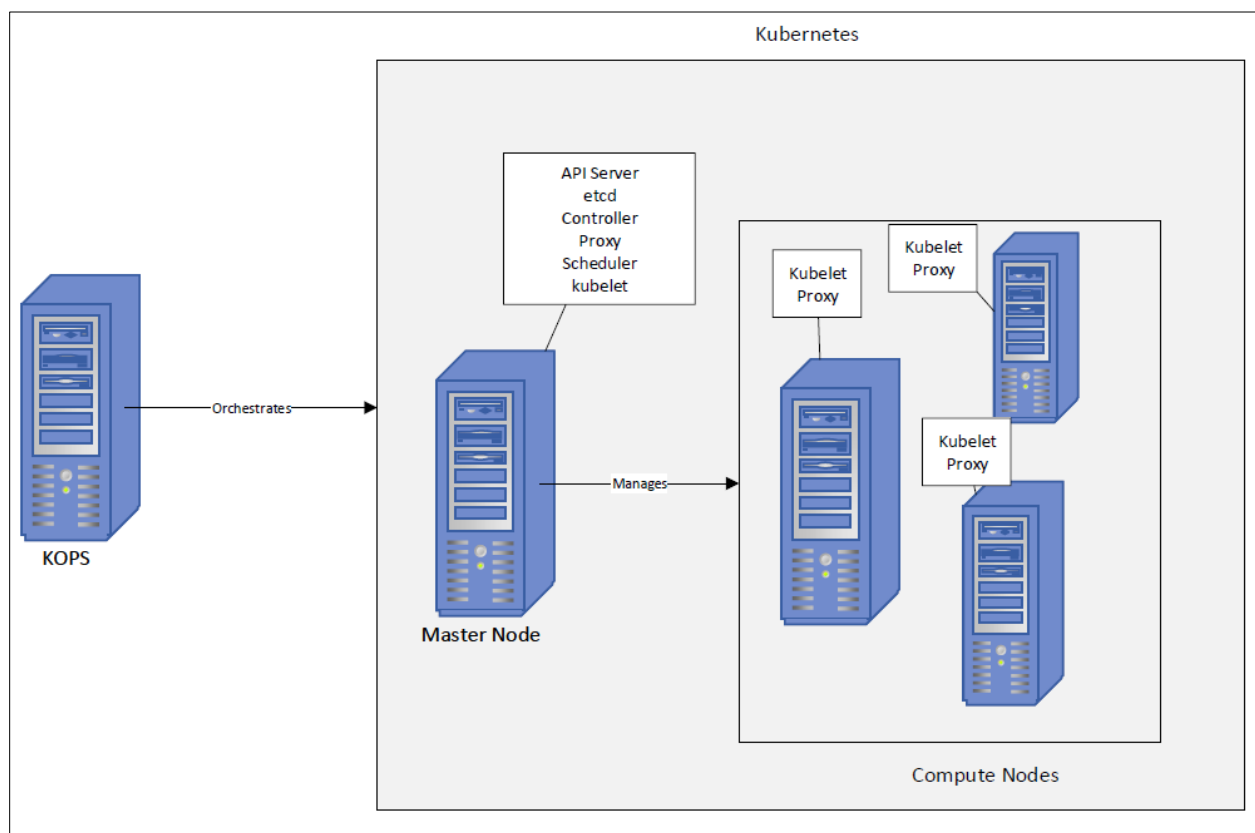 Kubernetes
API Server
etcd
Controller
Proxy
Scheduler
kubelet
Kubelet
Proxy
Kubelet
Proxy
Kubelet
Proxy
Orchestrates
Manages
KOPS
Master Node
Compute Nodes